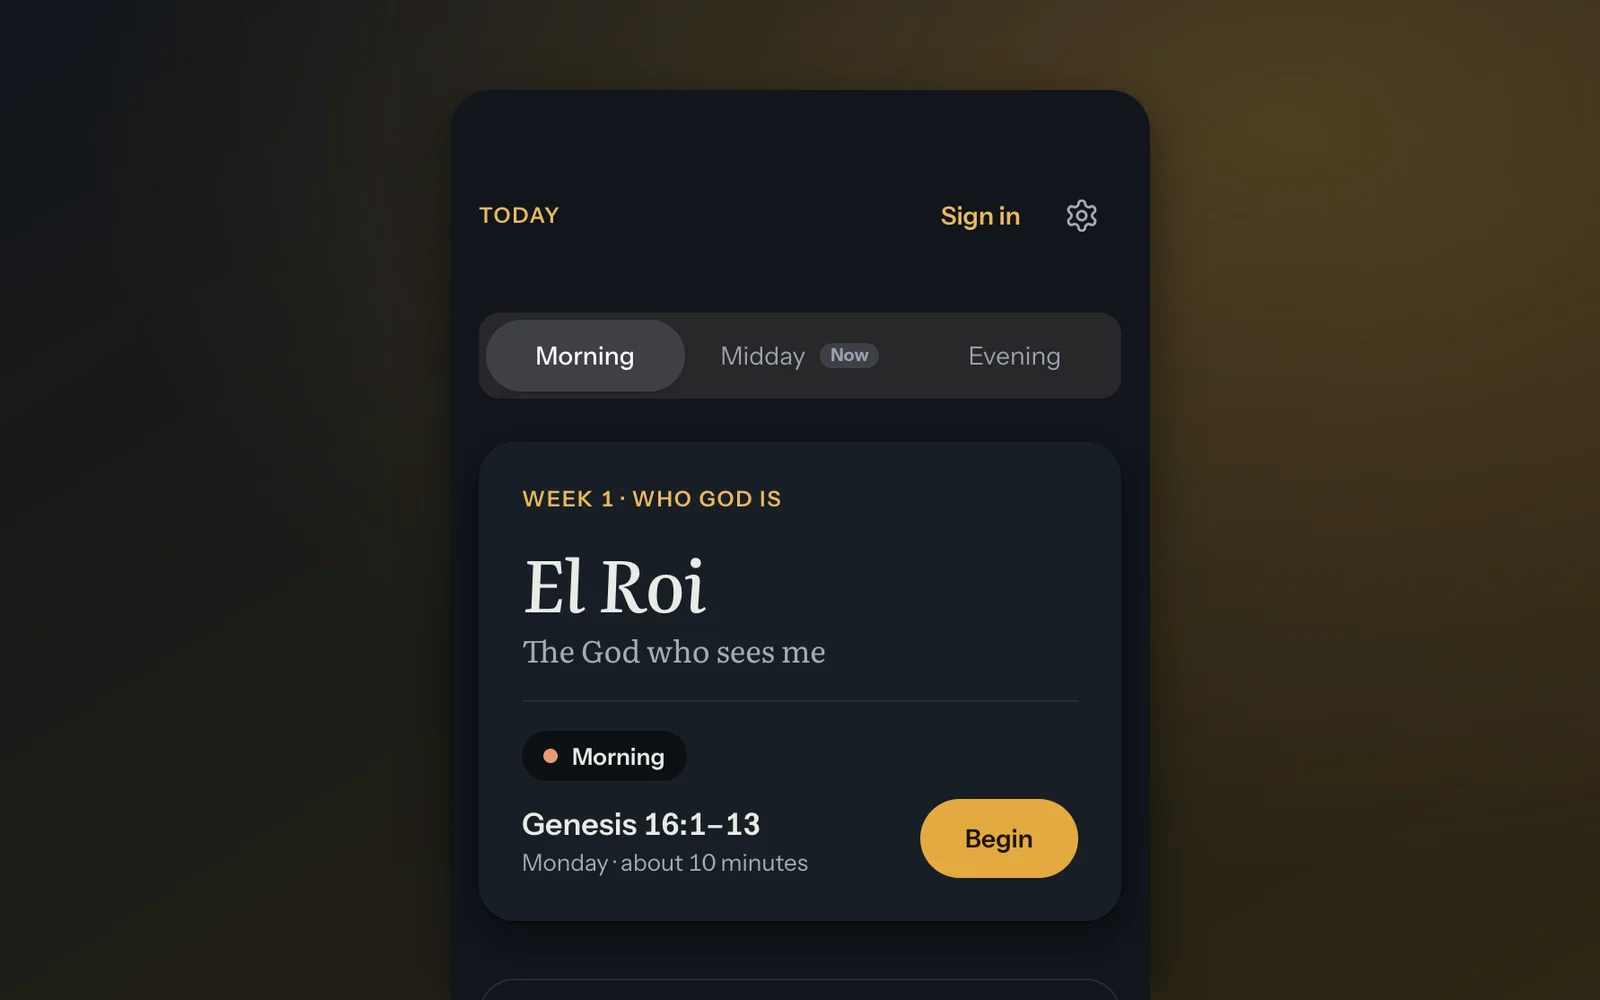 TODAY
Sign in
Morning
Midday Now
Evening
WEEK 1 · WHO GOD IS
El Roi
The God who sees me
Morning
Genesis 16:1–13
Monday · about 10 minutes
Begin